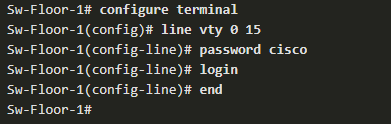 Sw-Floor-1# configure terminal
Sw-Floor-1(config)# line vty 0 15
Sw-Floor-1(config-line)# password cisco
Sw-Floor-1(config-line)# login
Sw-Floor-1(config-line)# end
Sw-Floor-1#